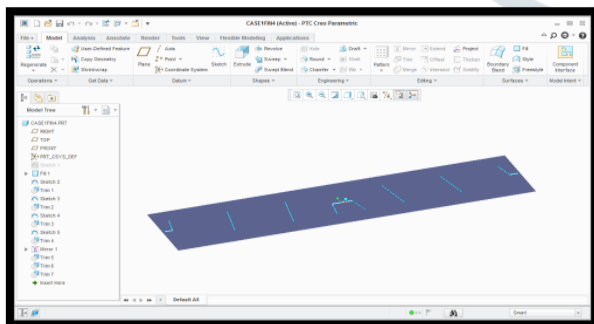 CASE1FIN4 (Active) - PTC Creo Parametric
File Model Analysis Annotate Render Tools View Flexible Modeling Applications
Regenerate
User-Defined Feature
Copy Geometry
Shrinkwrap
Plane
Axis
Point
Coordinate System
Sketch
Extrude
Revolve
Sweep
Swept Blend
Hole
Round
Chamfer
Draft
Shell
Rib
Pattern
Mirror
Trim
Merge
Extend
Offset
Intersect
Project
Thicken
Solidify
Boundary Blend
Fill
Style
Freestyle
Component Interface
Operations Get Data Datum Shapes Engineering Editing Surfaces Model Intent
Model Tree
CASE1FIN4.PRT
RIGHT
TOP
FRONT
PRT_CSYS_DEF
Sketch 1
Fill 1
Sketch 2
Trim 1
Sketch 3
Trim 2
Sketch 4
Trim 3
Sketch 5
Trim 4
Mirror 1
Trim 5
Trim 6
Trim 7
Insert Here
Default All
Smart